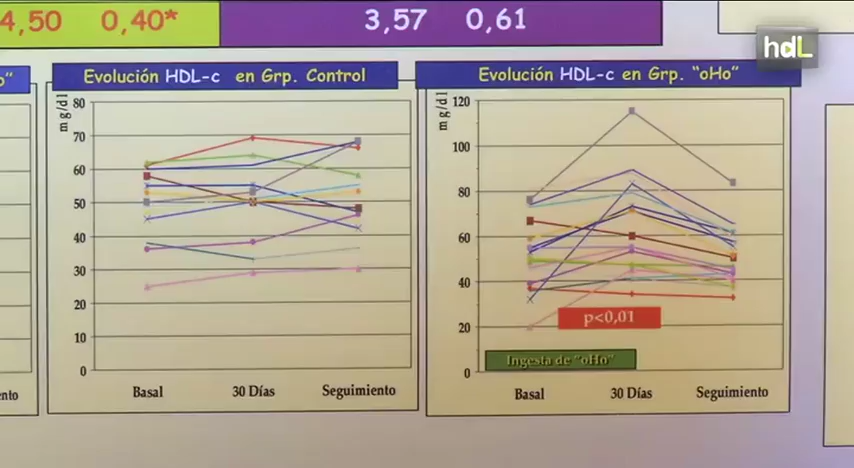 4,50 0,40*
3,57 0,61
hdL
o"
Evolución HDL-c en Grp. Control
Evolución HDL-c en Grp. "oHo"
mg/dl
80
70
60
50
40
30
20
10
0
Basal 30 Días Seguimiento
mg/dl
120
100
80
60
40
20
0
p<0,01
Ingesta de "oHo"
Basal 30 Días Seguimiento
nto